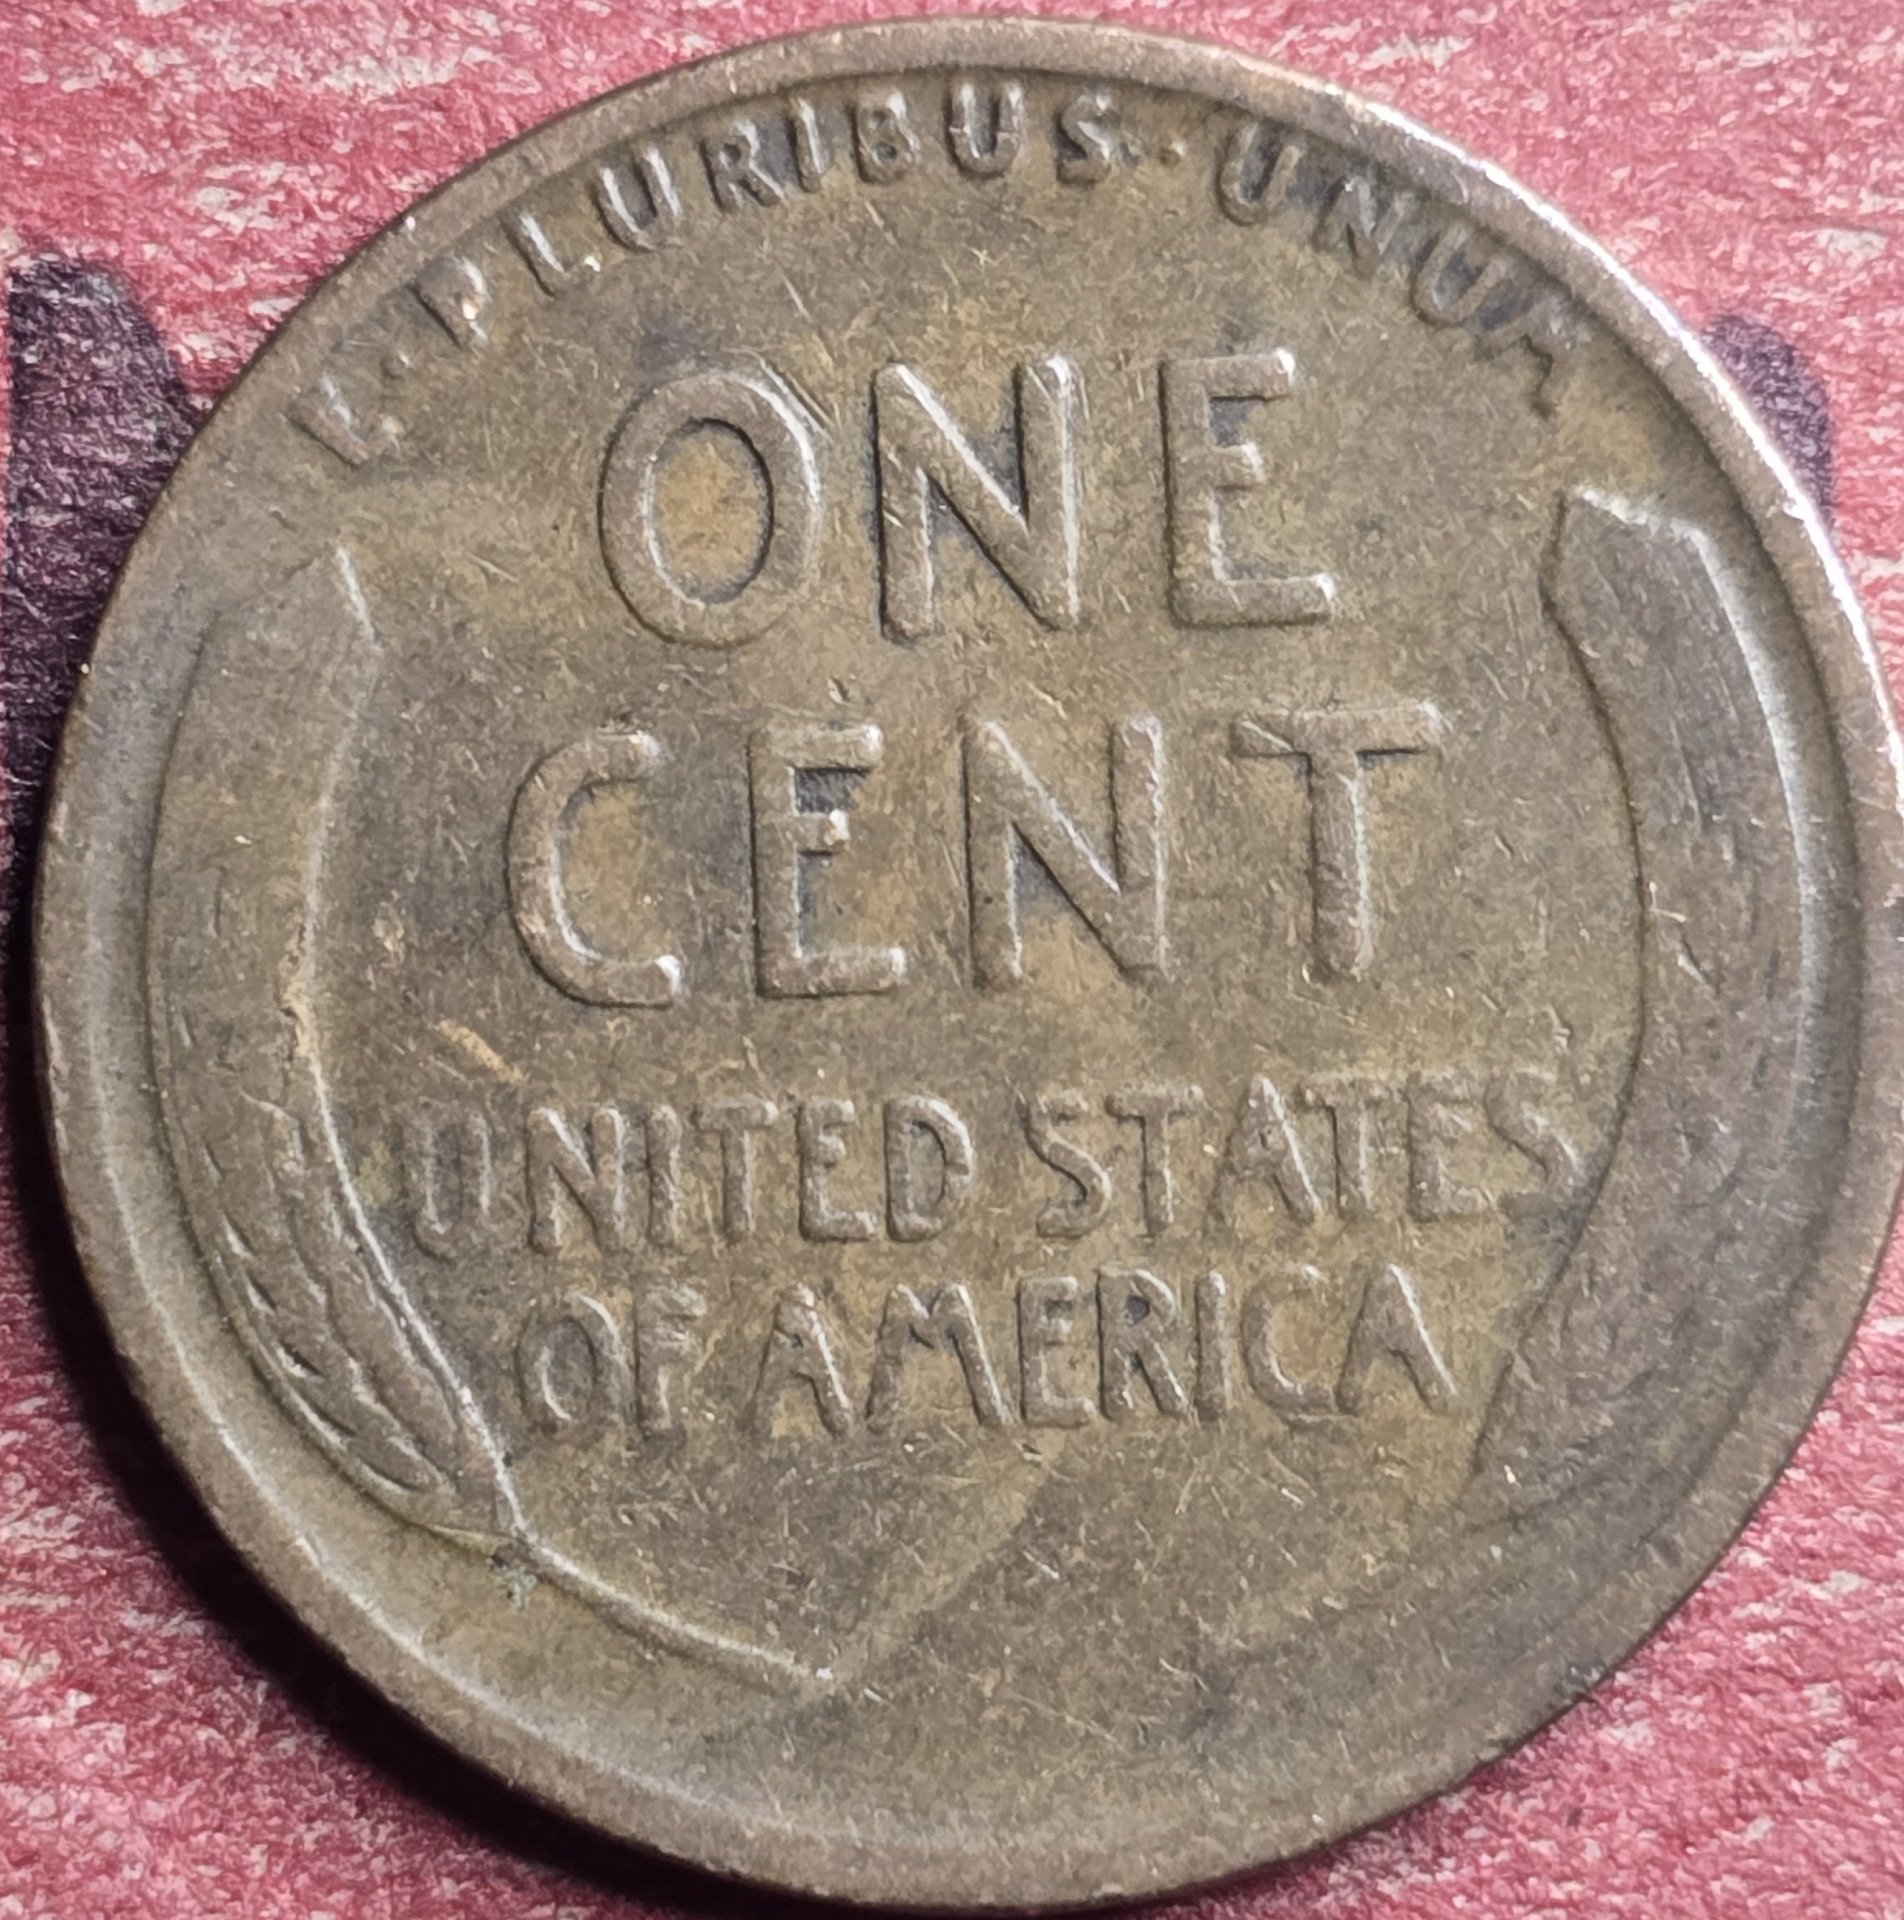 E·PLURIBUS·UNUM
ONE
CENT
UNITED STATES
OF AMERICA